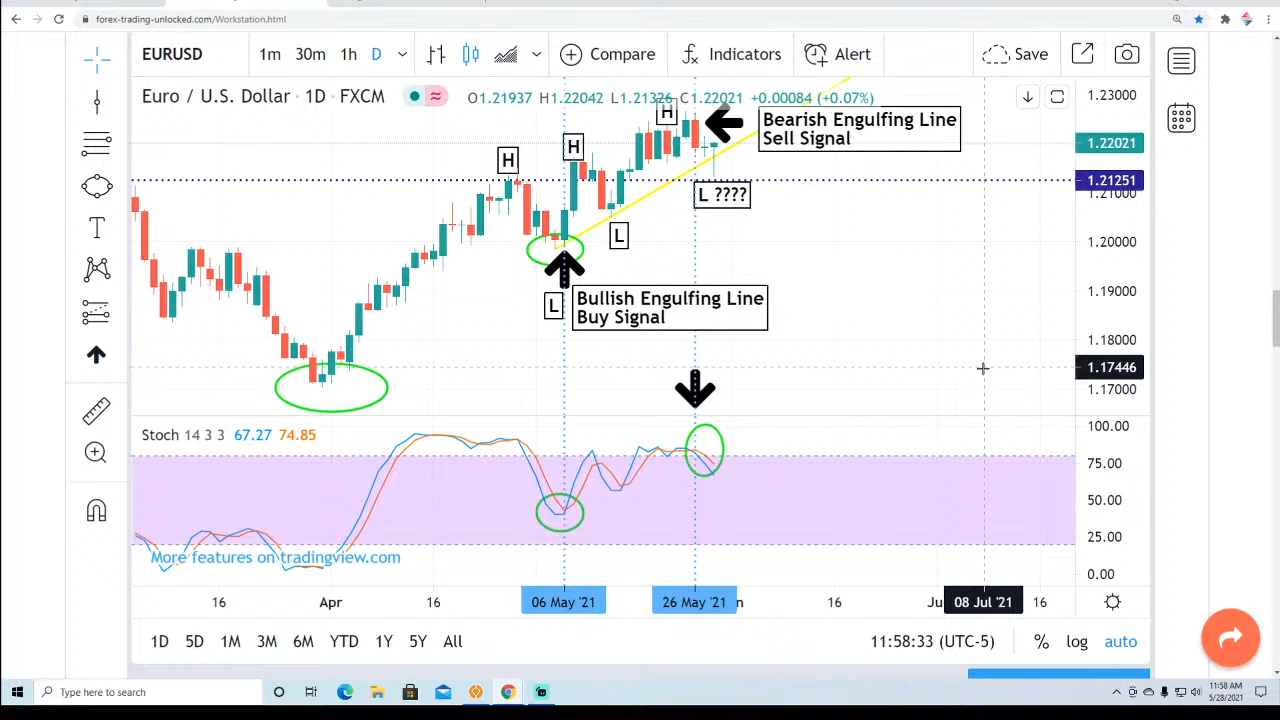 forex-trading-unlocked.com/Workstation.html
EURUSD 1m 30m 1h D Compare Indicators Alert Save
Euro / U.S. Dollar · 1D · FXCM O1.21937 H1.22042 L1.21326 C1.22021 +0.00084 (+0.07%)
1.23000
H
Bearish Engulfing Line
Sell Signal
H
1.22021
H
1.21251
L ????
1.21000
L
1.20000
1.19000
L
Bullish Engulfing Line
Buy Signal
1.18000
1.17446
1.17000
100.00
Stoch 14 3 3 67.27 74.85
75.00
50.00
25.00
More features on tradingview.com
0.00
16 Apr 16 06 May '21 26 May '21 n 16 Ju 08 Jul '21 16
1D 5D 1M 3M 6M YTD 1Y 5Y All 11:58:33 (UTC-5) % log auto
Type here to search
11:58 AM
5/28/2021